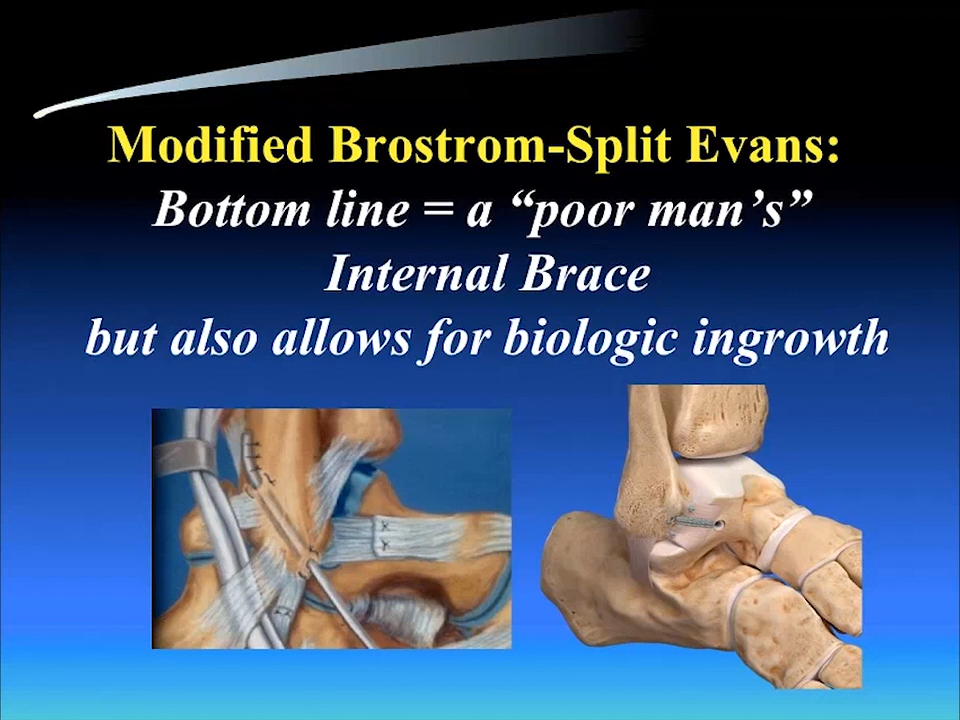 Modified Brostrom-Split Evans:
Bottom line = a “poor man’s”
Internal Brace
but also allows for biologic ingrowth